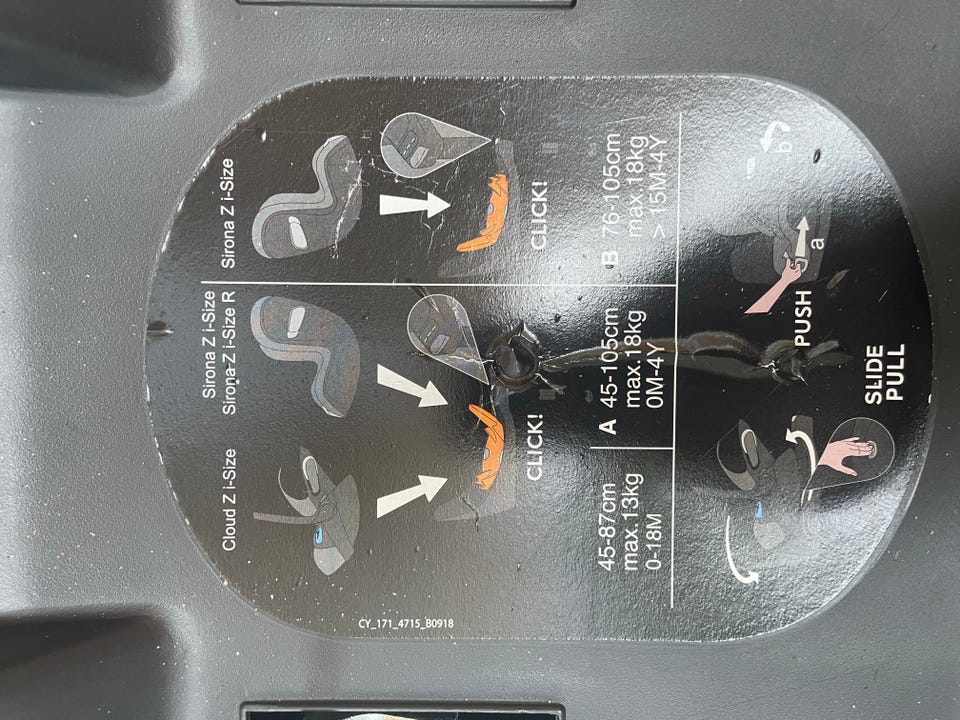 Cloud Z i-Size
Sirona Z i-Size
Sirona Z i-Size R
Sirona Z i-Size
CLICK!
CLICK!
45-87cm
max.13kg
0-18M
A 45-105cm
max.18kg
0M-4Y
B 76-105cm
max.18kg
> 15M-4Y
PUSH
a
b
SLIDE
PULL
CY_171_4715_B0918